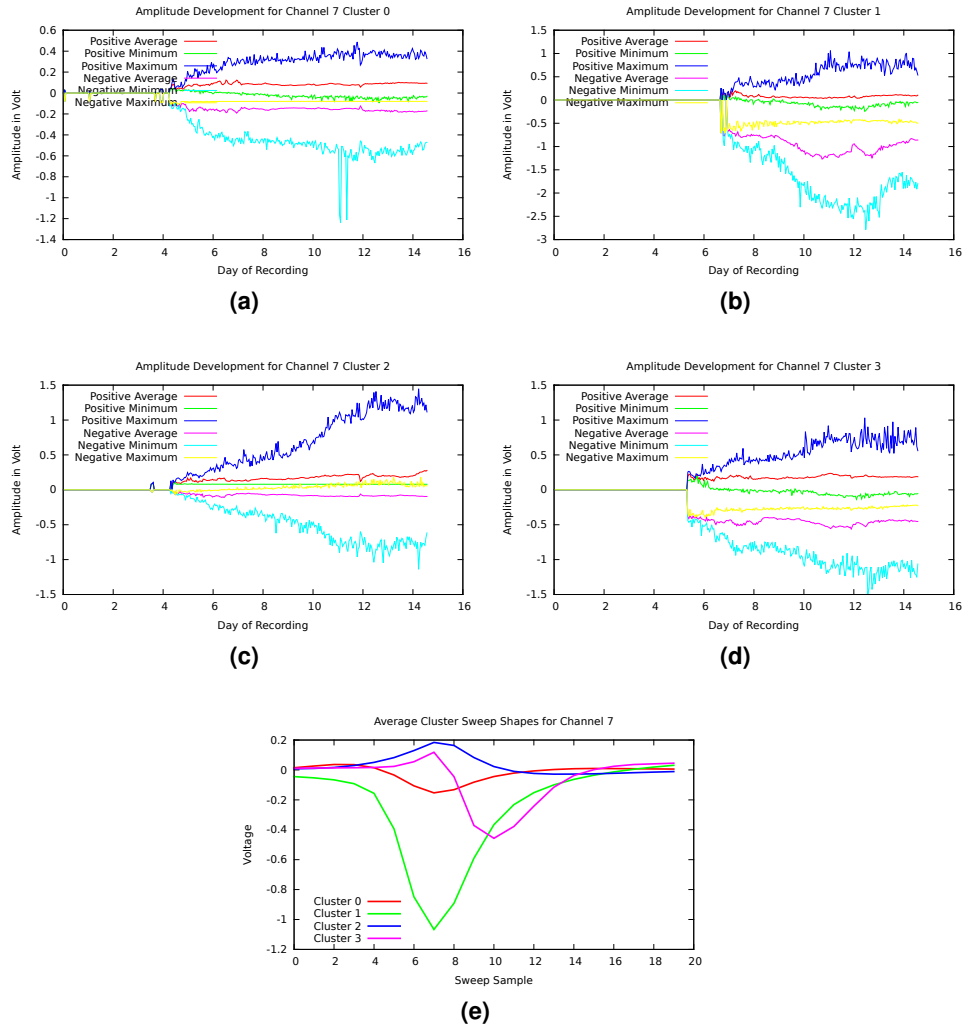 Amplitude Development for Channel 7 Cluster 0
0.6
0.4
0.2
0
-0.2
-0.4
-0.6
-0.8
-1
-1.2
-1.4
Amplitude in Volt
Positive Average
Positive Minimum
Positive Maximum
Negative Average
Negative Minimum
Negative Maximum
0 2 4 6 8 10 12 14 16
Day of Recording
(a)
Amplitude Development for Channel 7 Cluster 1
1.5
1
0.5
0
-0.5
-1
-1.5
-2
-2.5
-3
Amplitude in Volt
Positive Average
Positive Minimum
Positive Maximum
Negative Average
Negative Minimum
Negative Maximum
0 2 4 6 8 10 12 14 16
Day of Recording
(b)
Amplitude Development for Channel 7 Cluster 2
1.5
1
0.5
0
-0.5
-1
-1.5
Amplitude in Volt
Positive Average
Positive Minimum
Positive Maximum
Negative Average
Negative Minimum
Negative Maximum
0 2 4 6 8 10 12 14 16
Day of Recording
(c)
Amplitude Development for Channel 7 Cluster 3
1.5
1
0.5
0
-0.5
-1
-1.5
Amplitude in Volt
Positive Average
Positive Minimum
Positive Maximum
Negative Average
Negative Minimum
Negative Maximum
0 2 4 6 8 10 12 14 16
Day of Recording
(d)
Average Cluster Sweep Shapes for Channel 7
0.2
0
-0.2
-0.4
-0.6
-0.8
-1
-1.2
Voltage
Cluster 0
Cluster 1
Cluster 2
Cluster 3
0 2 4 6 8 10 12 14 16 18 20
Sweep Sample
(e)